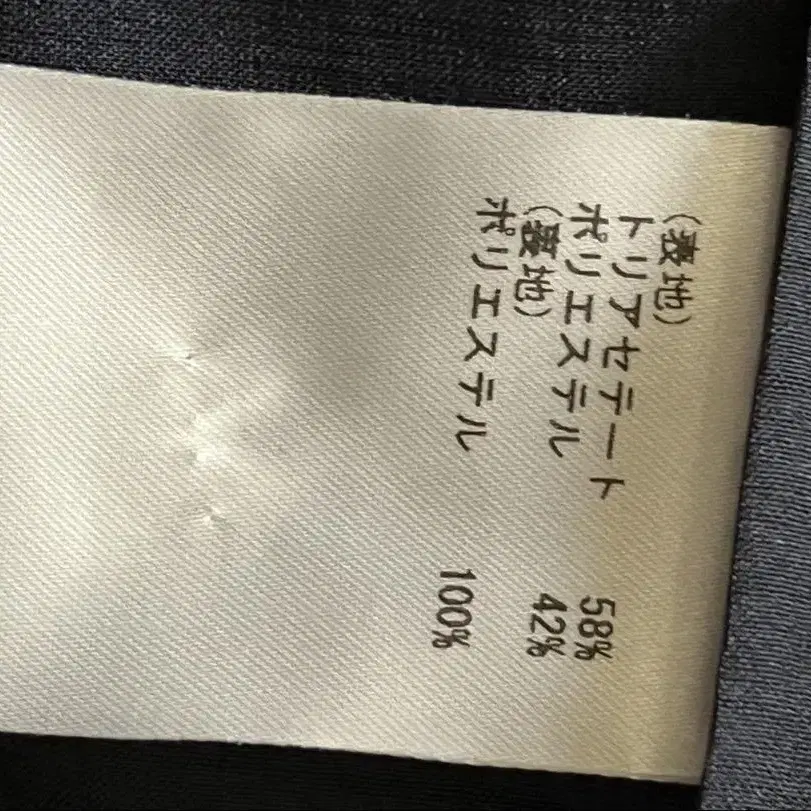 (表地)
トリアセテート 58%
ポリエステル 42%
(裏地)
ポリエステル 100%